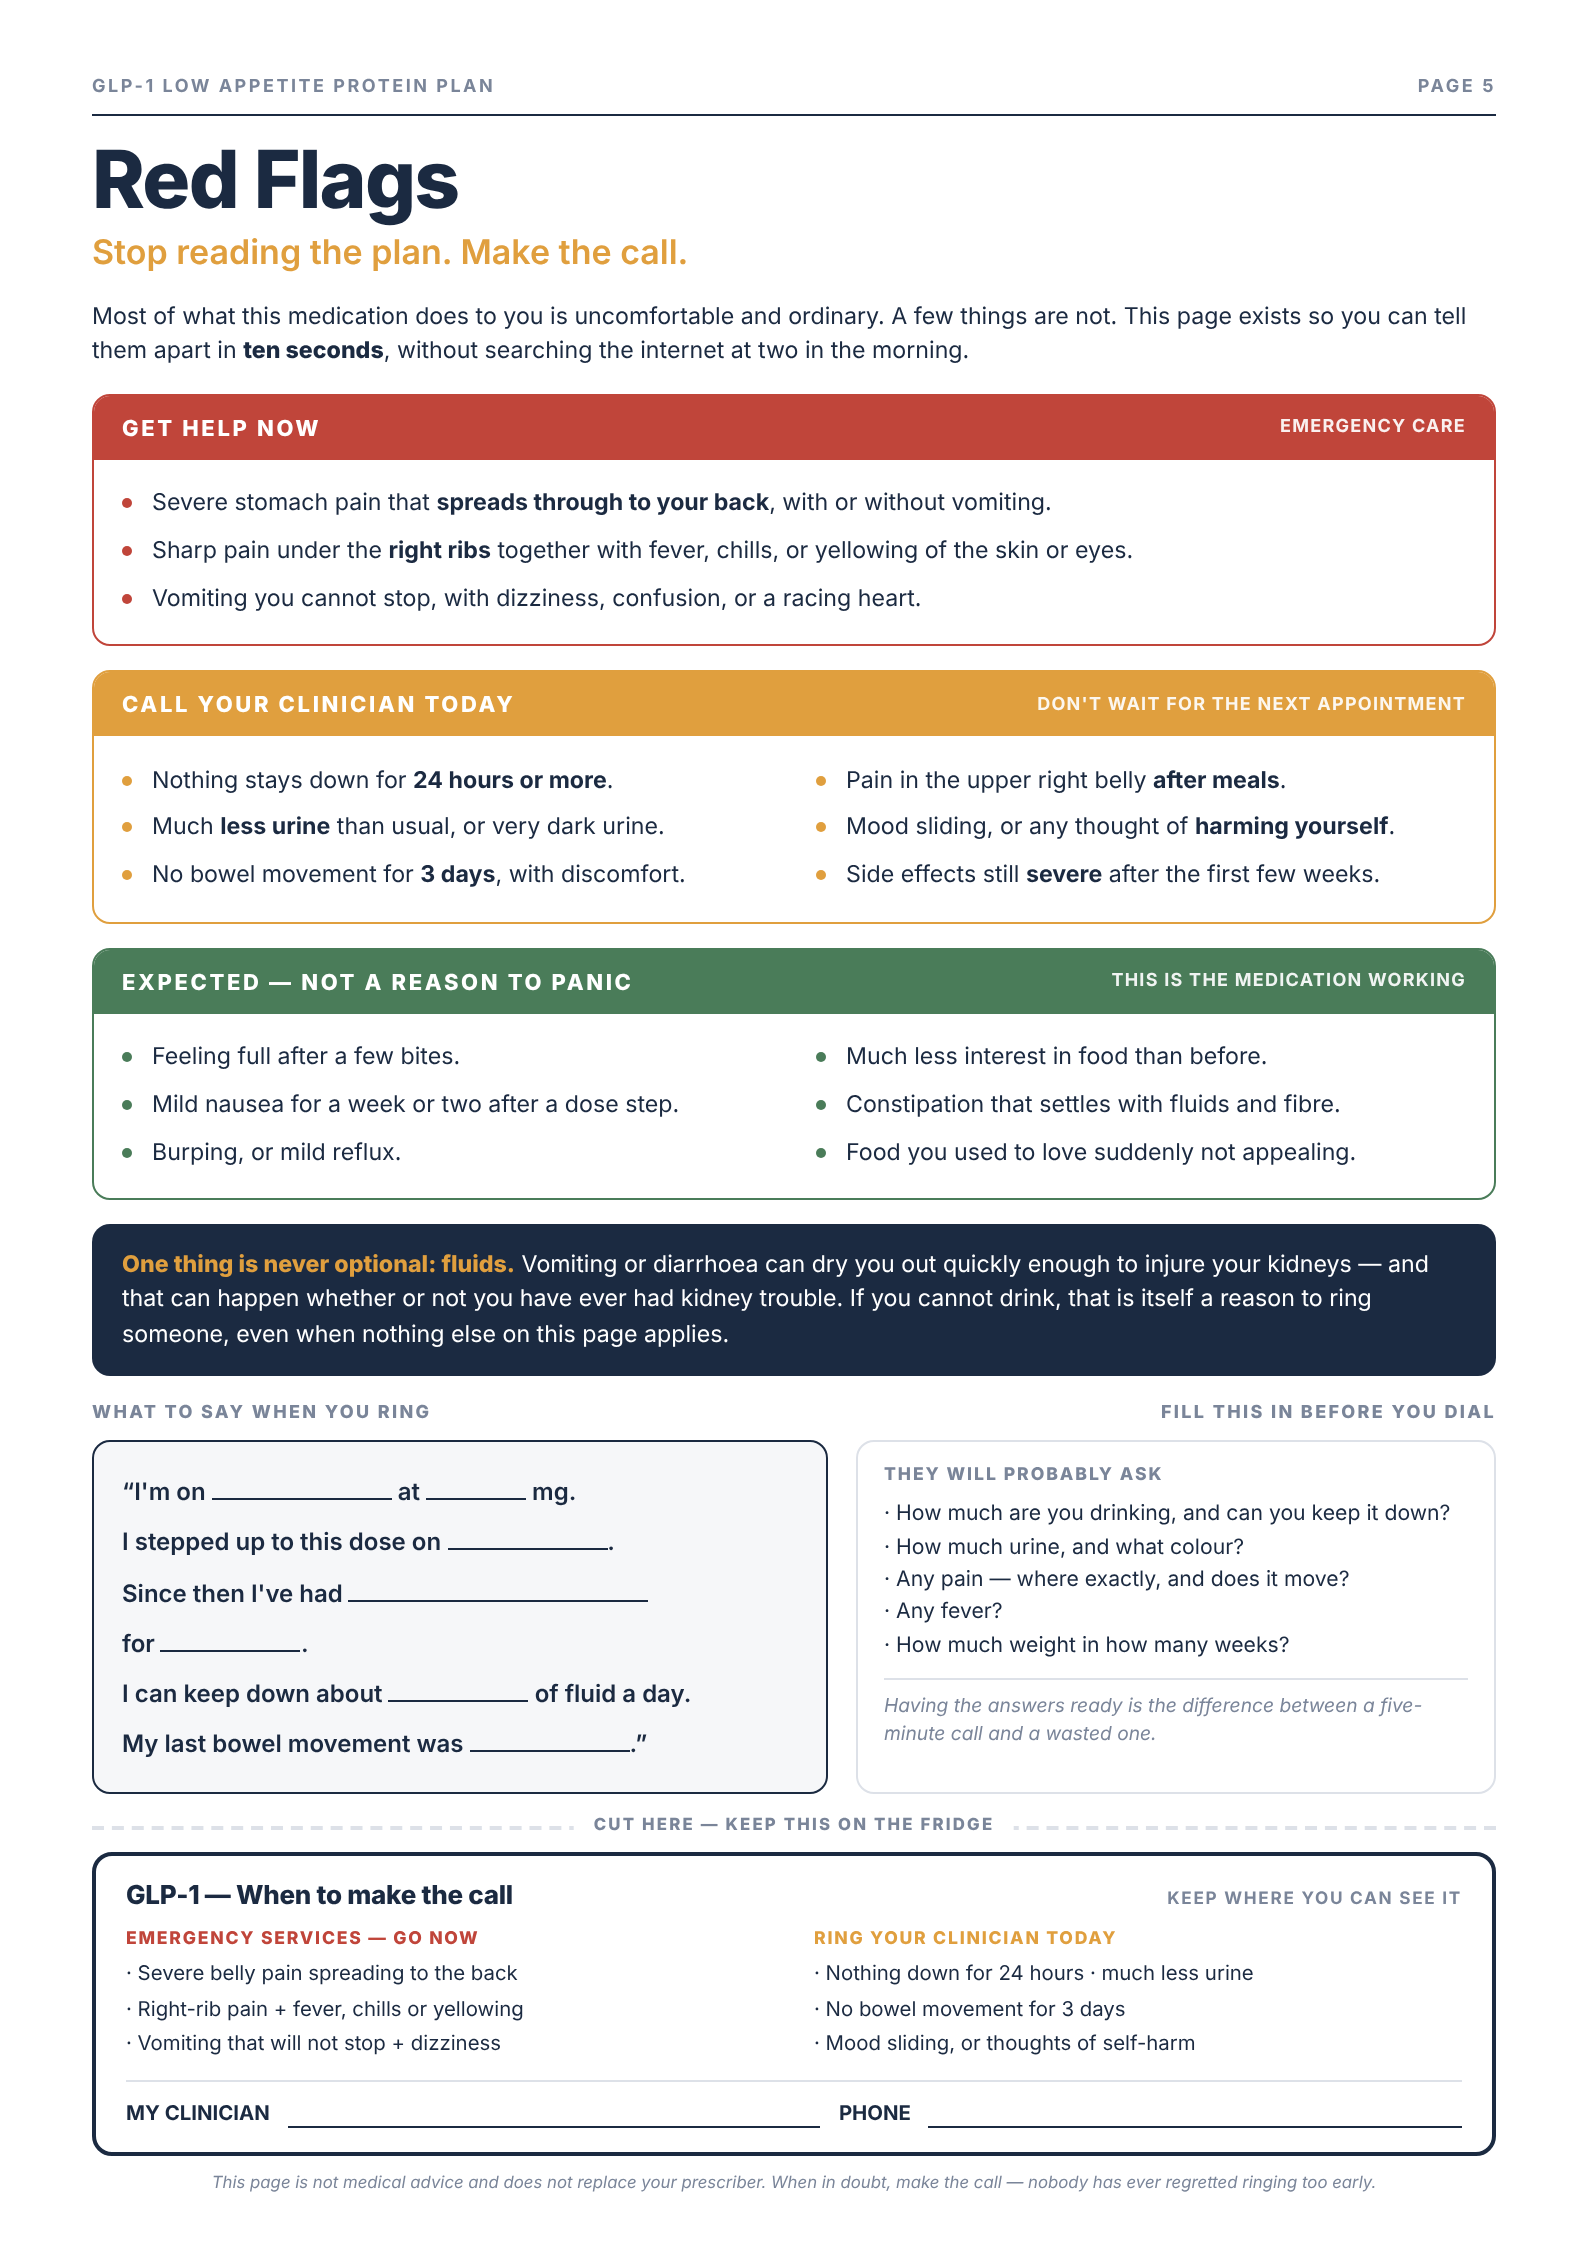 GLP-1 LOW APPETITE PROTEIN PLAN
PAGE 5
Red Flags
Stop reading the plan. Make the call.
Most of what this medication does to you is uncomfortable and ordinary. A few things are not. This page exists so you can tell
them apart in ten seconds, without searching the internet at two in the morning.
GET HELP NOW
EMERGENCY CARE
• Severe stomach pain that spreads through to your back, with or without vomiting.
• Sharp pain under the right ribs together with fever, chills, or yellowing of the skin or eyes.
• Vomiting you cannot stop, with dizziness, confusion, or a racing heart.
CALL YOUR CLINICIAN TODAY
DON'T WAIT FOR THE NEXT APPOINTMENT
• Nothing stays down for 24 hours or more.
• Much less urine than usual, or very dark urine.
• No bowel movement for 3 days, with discomfort.
• Pain in the upper right belly after meals.
• Mood sliding, or any thought of harming yourself.
• Side effects still severe after the first few weeks.
EXPECTED — NOT A REASON TO PANIC
THIS IS THE MEDICATION WORKING
• Feeling full after a few bites.
• Mild nausea for a week or two after a dose step.
• Burping, or mild reflux.
• Much less interest in food than before.
• Constipation that settles with fluids and fibre.
• Food you used to love suddenly not appealing.
One thing is never optional: fluids. Vomiting or diarrhoea can dry you out quickly enough to injure your kidneys — and
that can happen whether or not you have ever had kidney trouble. If you cannot drink, that is itself a reason to ring
someone, even when nothing else on this page applies.
WHAT TO SAY WHEN YOU RING
FILL THIS IN BEFORE YOU DIAL
“I'm on ____ at ____ mg.
I stepped up to this dose on ____.
Since then I've had ____
for ____.
I can keep down about ____ of fluid a day.
My last bowel movement was ____.”
THEY WILL PROBABLY ASK
· How much are you drinking, and can you keep it down?
· How much urine, and what colour?
· Any pain — where exactly, and does it move?
· Any fever?
· How much weight in how many weeks?
Having the answers ready is the difference between a five-
minute call and a wasted one.
CUT HERE — KEEP THIS ON THE FRIDGE
GLP-1 — When to make the call
KEEP WHERE YOU CAN SEE IT
EMERGENCY SERVICES — GO NOW
· Severe belly pain spreading to the back
· Right-rib pain + fever, chills or yellowing
· Vomiting that will not stop + dizziness
RING YOUR CLINICIAN TODAY
· Nothing down for 24 hours · much less urine
· No bowel movement for 3 days
· Mood sliding, or thoughts of self-harm
MY CLINICIAN ____ PHONE ____
This page is not medical advice and does not replace your prescriber. When in doubt, make the call — nobody has ever regretted ringing too early.